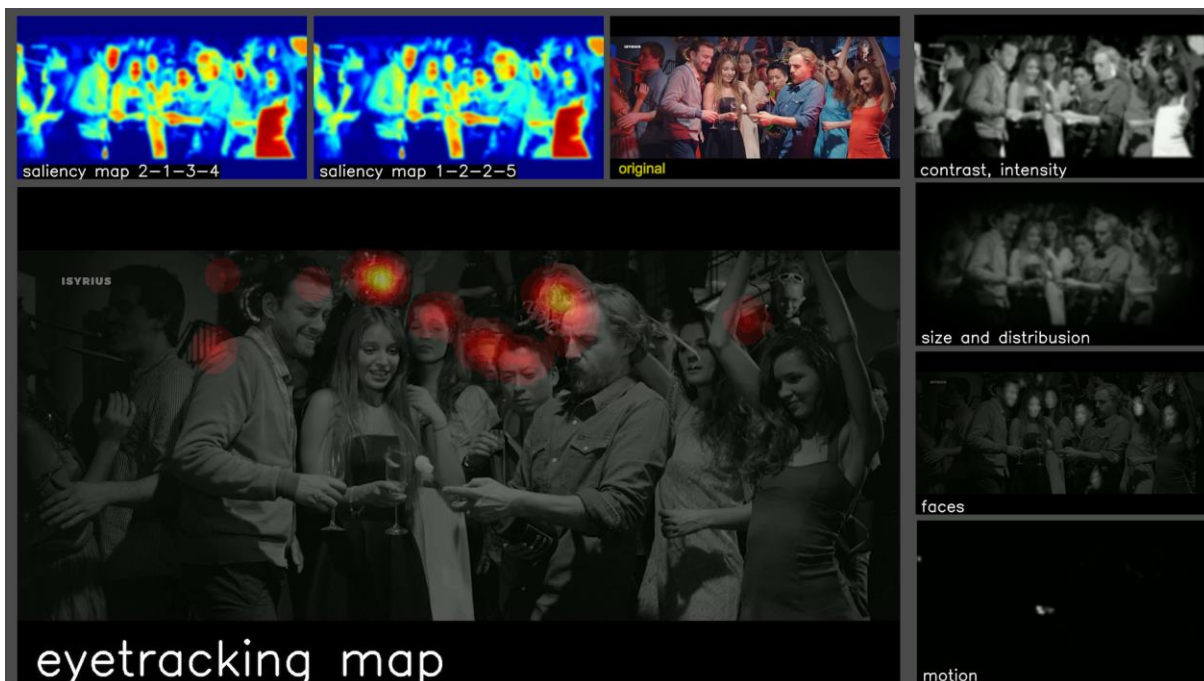 saliency map 2-1-3-4
saliency map 1-2-2-5
ISYRIUS
original
contrast, intensity
size and distribusion
faces
motion
ISYRIUS
eyetracking map